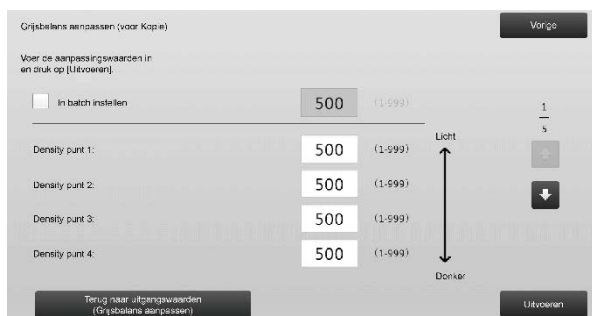 Grijsbalans aanpassen (voor Kopie)
Vorige
Voer de aanpassingswaarden in
en druk op [Uitvoeren].
In batch instellen 500 (1-999)
1
5
Licht
Density punt 1: 500 (1-999)
Density punt 2: 500 (1-999)
Density punt 3: 500 (1-999)
Density punt 4: 500 (1-999)
Donker
Terug naar uitgangswaarden
(Grijsbalans aanpassen)
Uitvoeren